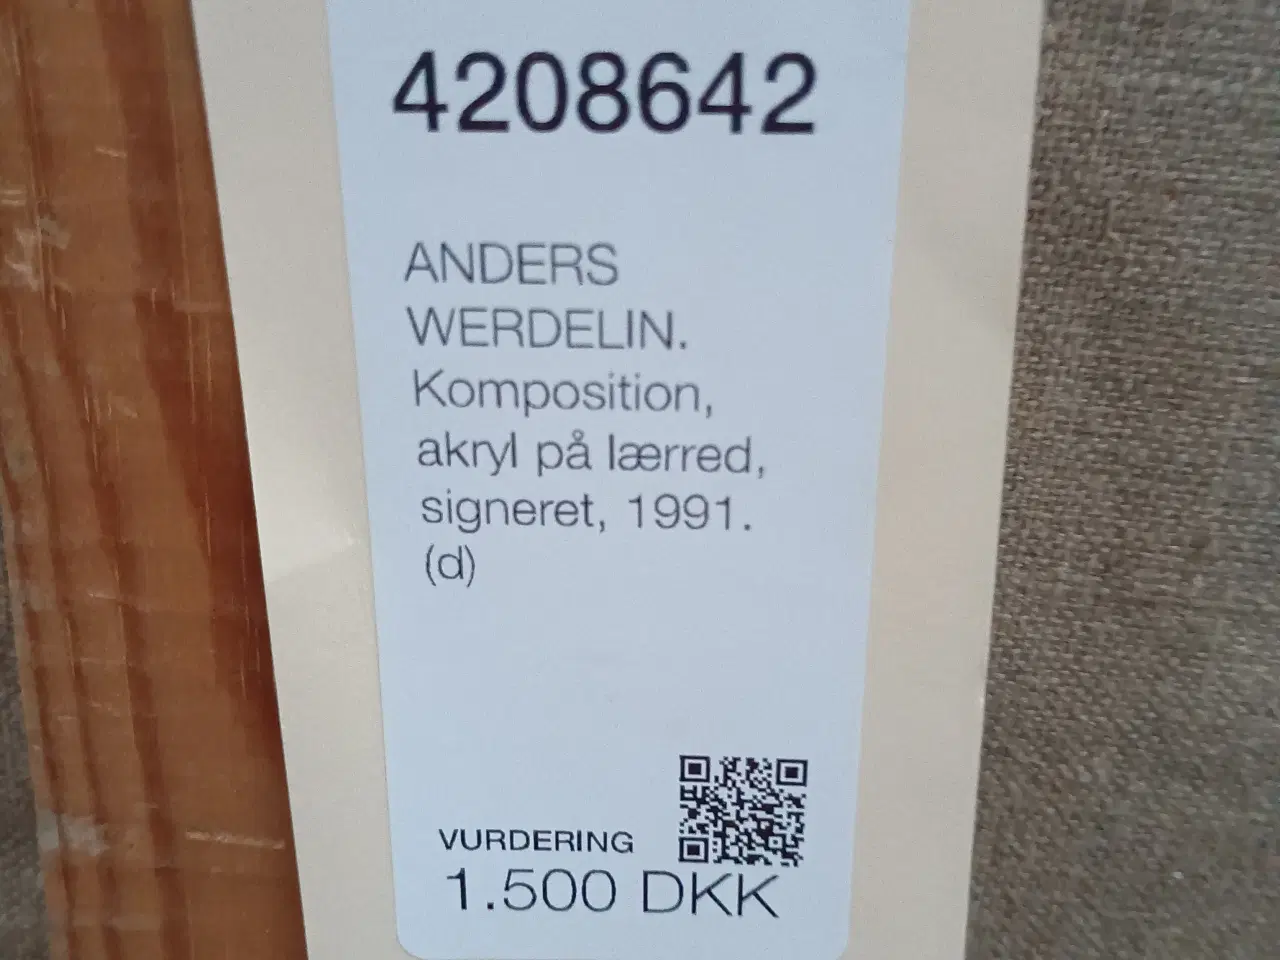 4208642
ANDERS
WERDELIN.
Komposition,
akryl på lærred,
signeret, 1991.
(d)
VURDERING
1.500 DKK